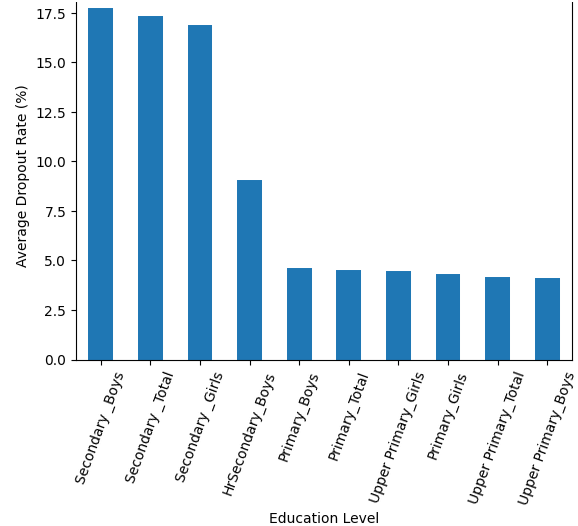 17.5
15.0
12.5
10.0
7.5
5.0
2.5
0.0
Average Dropout Rate (%)
Secondary _Boys
Secondary _Total
Secondary _Girls
HrSecondary_Boys
Primary_Boys
Primary_Total
Upper Primary_Girls
Primary_Girls
Upper Primary_Total
Upper Primary_Boys
Education Level